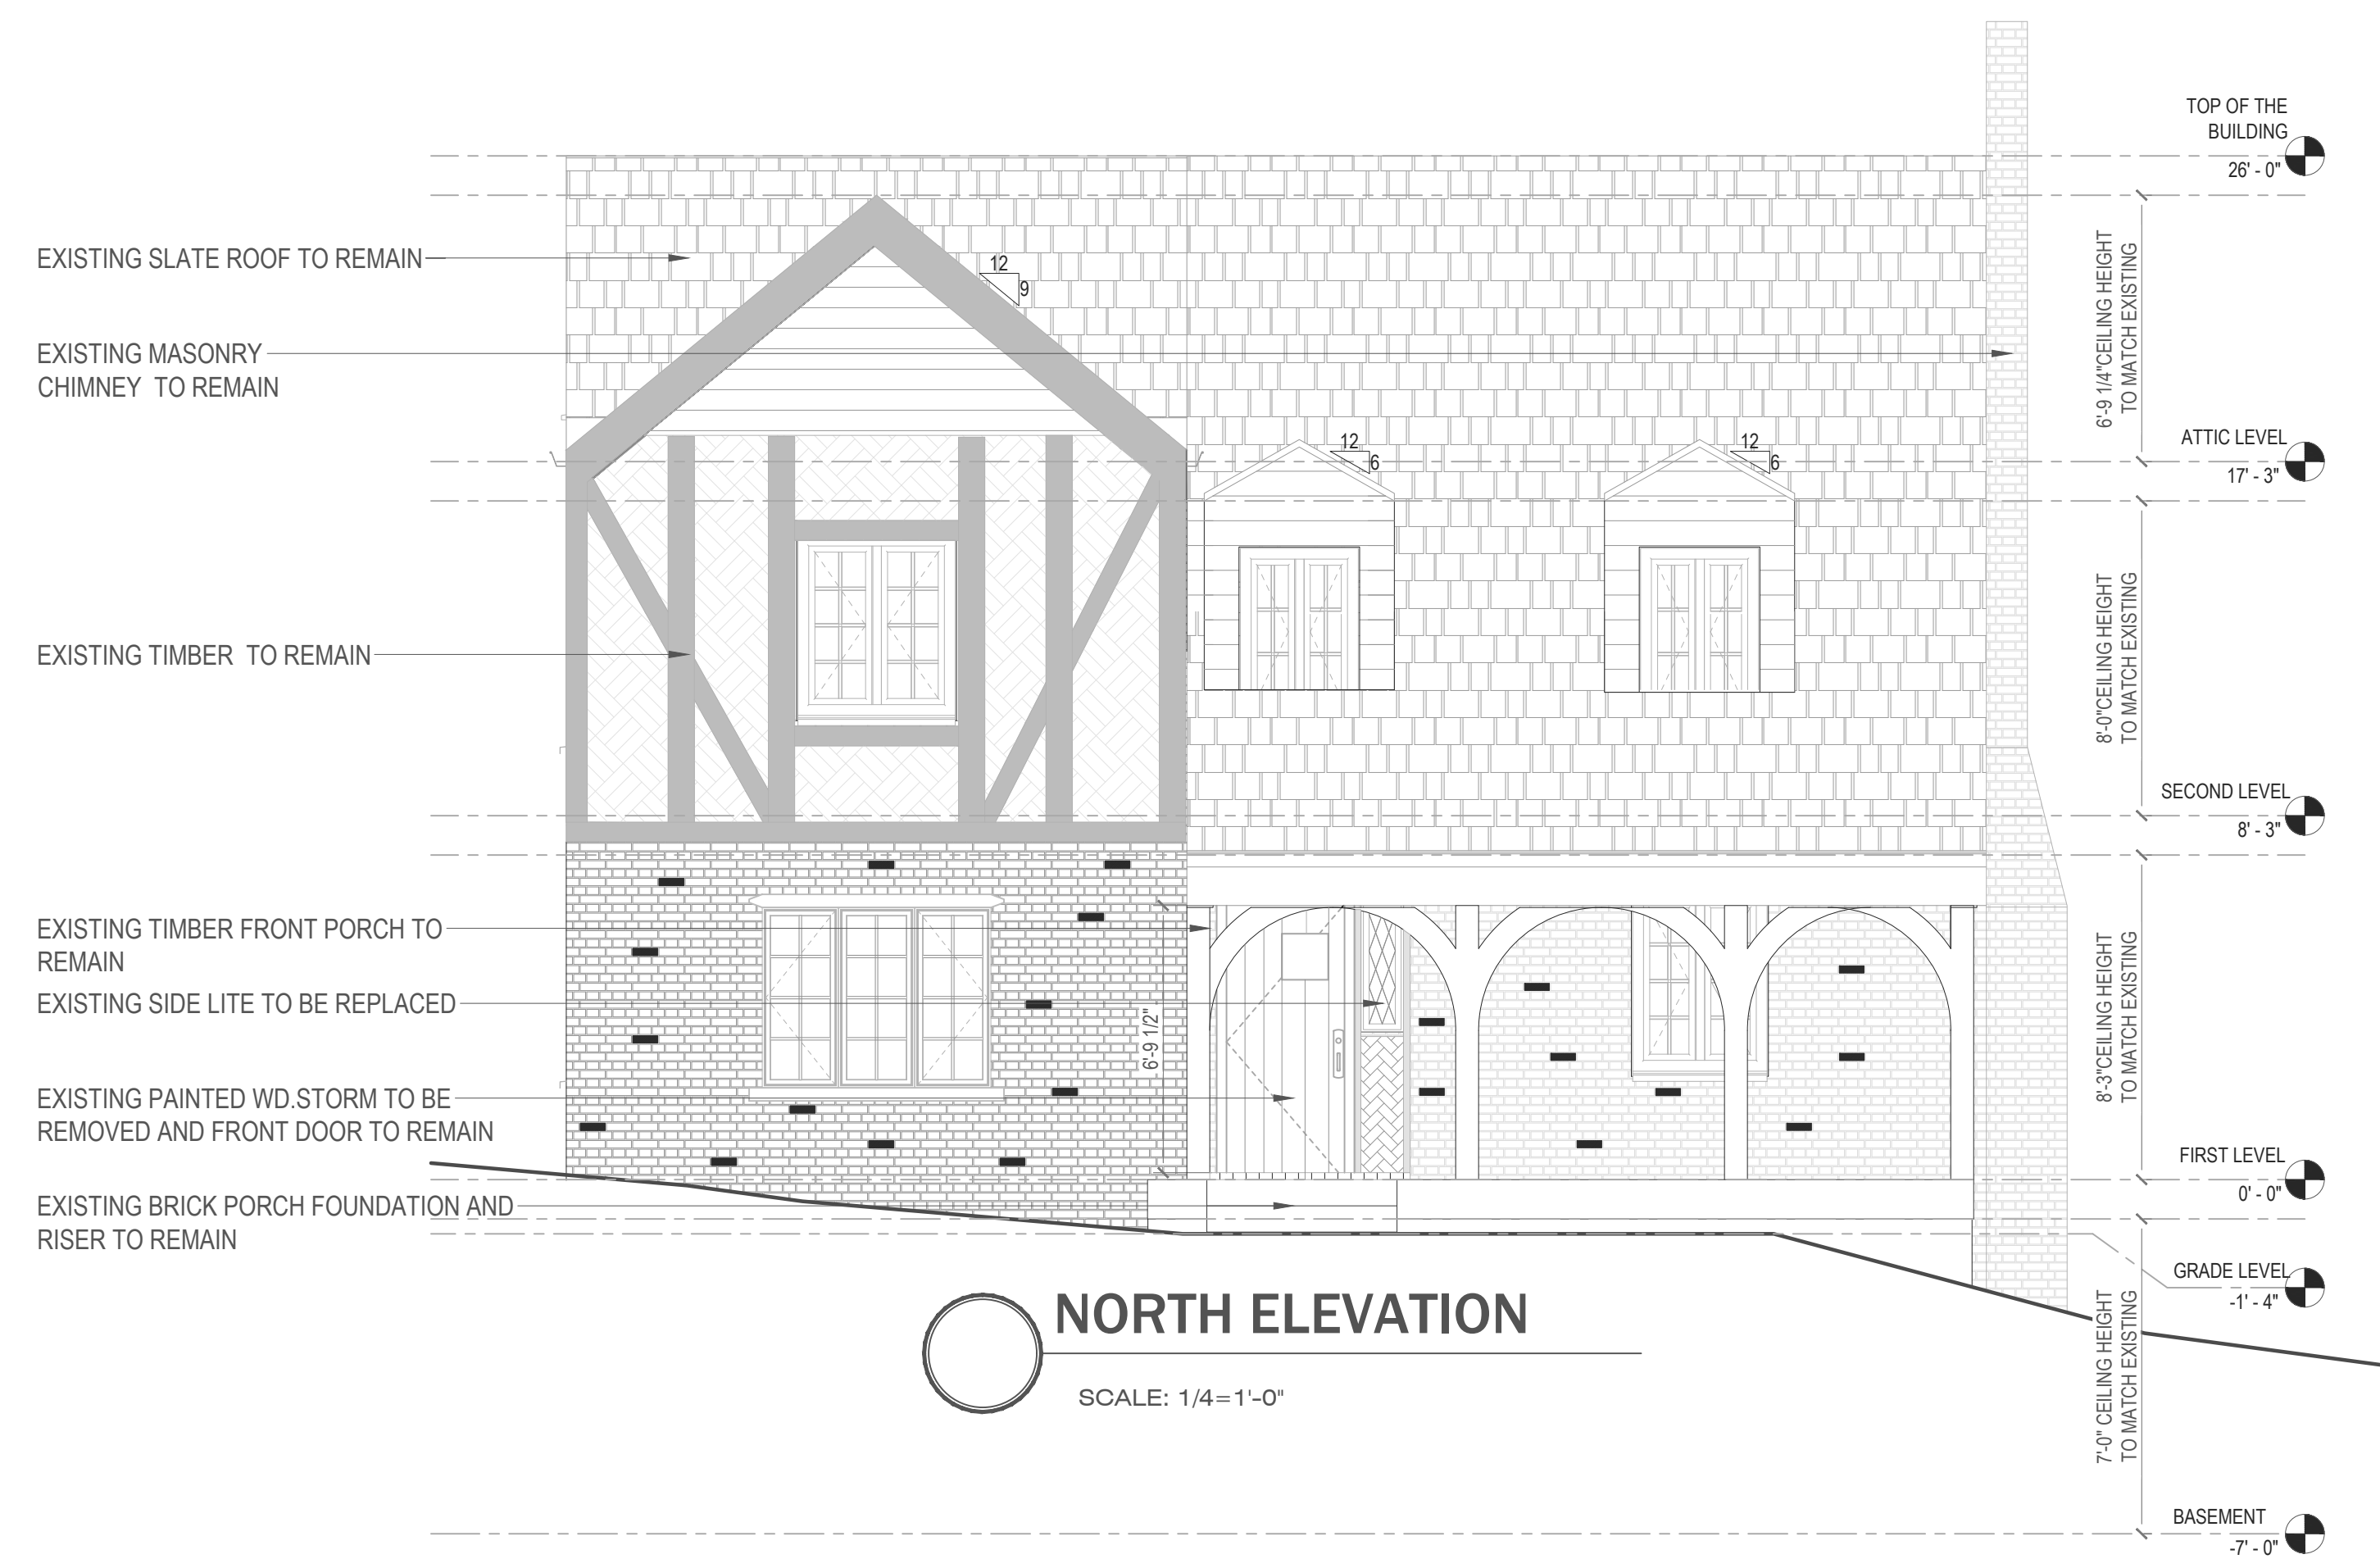 TOP OF THE
BUILDING
26' - 0"
EXISTING SLATE ROOF TO REMAIN
12
9
6'-9 1/4"CEILING HEIGHT
TO MATCH EXISTING
EXISTING MASONRY
CHIMNEY TO REMAIN
12
6
12
6
ATTIC LEVEL
17' - 3"
8'-0"CEILING HEIGHT
TO MATCH EXISTING
EXISTING TIMBER TO REMAIN
SECOND LEVEL
8' - 3"
EXISTING TIMBER FRONT PORCH TO
REMAIN
EXISTING SIDE LITE TO BE REPLACED
6'-9 1/2"
8'-3"CEILING HEIGHT
TO MATCH EXISTING
EXISTING PAINTED WD.STORM TO BE
REMOVED AND FRONT DOOR TO REMAIN
FIRST LEVEL
0' - 0"
EXISTING BRICK PORCH FOUNDATION AND
RISER TO REMAIN
GRADE LEVEL
-1' - 4"
NORTH ELEVATION
SCALE: 1/4=1'-0"
7'-0" CEILING HEIGHT
TO MATCH EXISTING
BASEMENT
-7' - 0"